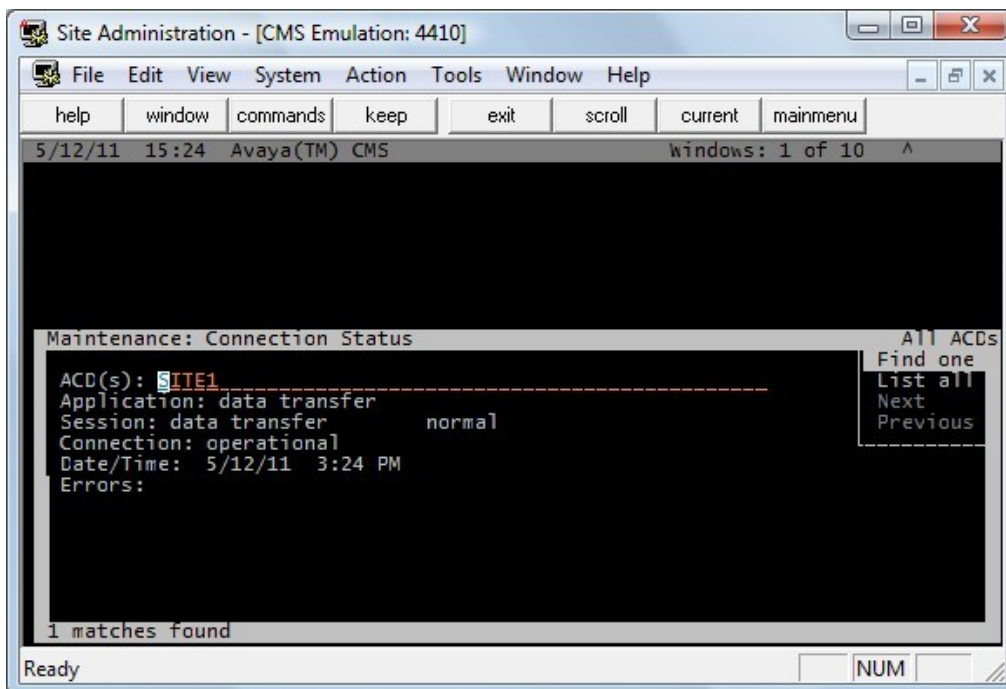 Site Administration - [CMS Emulation: 4410]
File Edit View System Action Tools Window Help
help window commands keep exit scroll current mainmenu
5/12/11 15:24 Avaya(TM) CMS Windows: 1 of 10 ^
Maintenance: Connection Status All ACDs
Find one
ACD(s): SITE1
List all
Application: data transfer
Next
Session: data transfer normal
Previous
Connection: operational
Date/Time: 5/12/11 3:24 PM
Errors:
1 matches found
Ready NUM